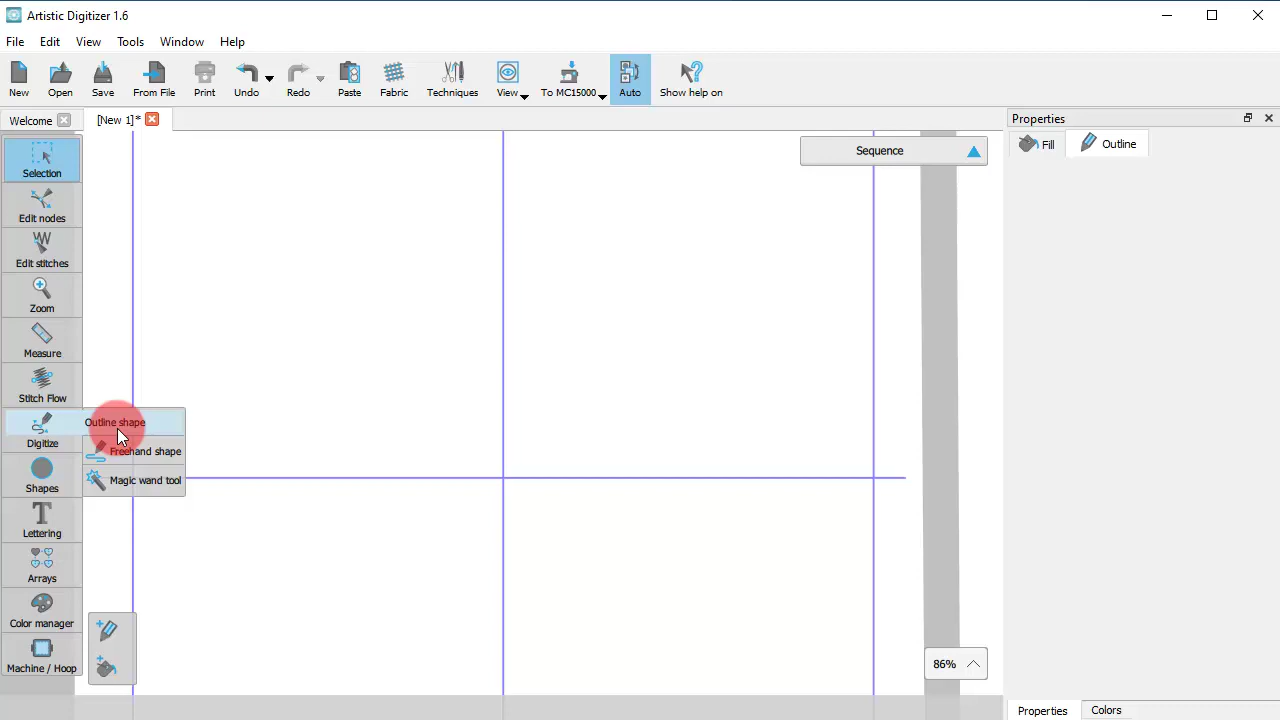 Artistic Digitizer 1.6
File Edit View Tools Window Help
New Open Save From File Print Undo Redo Paste Fabric Techniques View To MC15000 Auto Show help on
Welcome [New 1]*
Properties
Fill Outline
Sequence
Selection
Edit nodes
Edit stitches
Zoom
Measure
Stitch Flow
Digitize
Outline shape
Freehand shape
Magic wand tool
Shapes
Lettering
Arrays
Color manager
Machine / Hoop
86%
Properties Colors